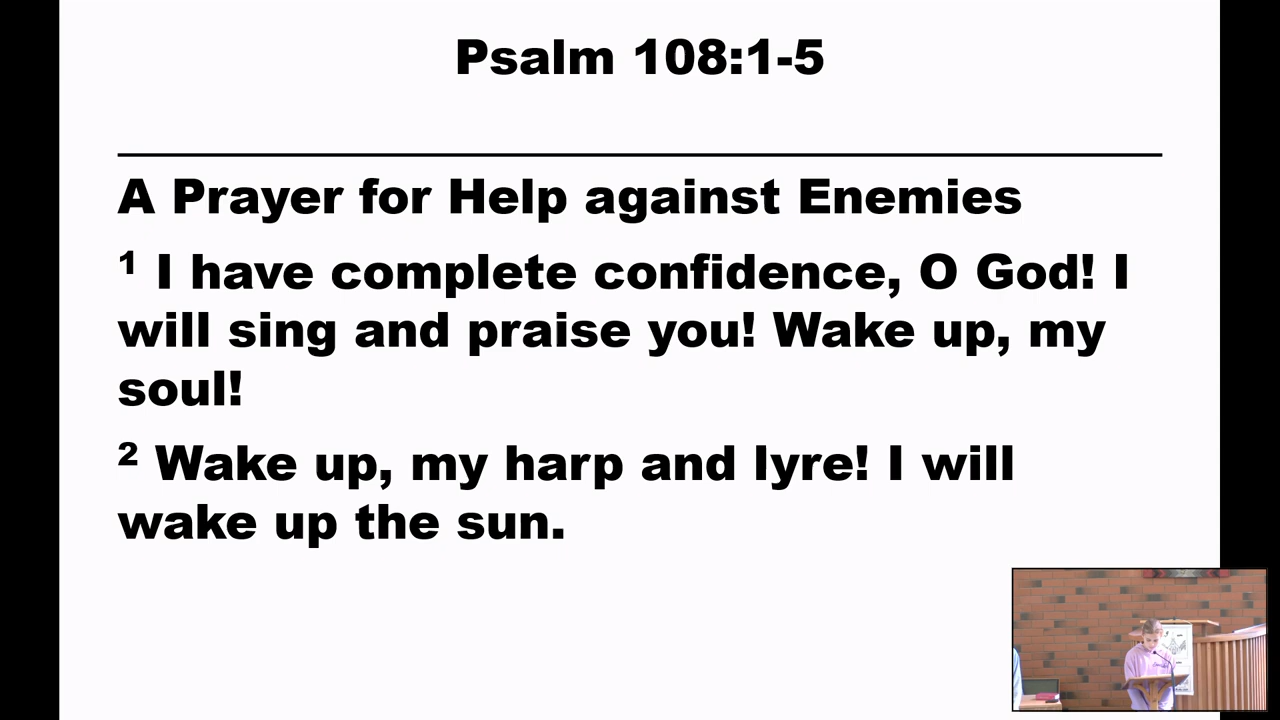 Psalm 108:1-5
A Prayer for Help against Enemies
¹ I have complete confidence, O God! I
will sing and praise you! Wake up, my
soul!
² Wake up, my harp and lyre! I will
wake up the sun.